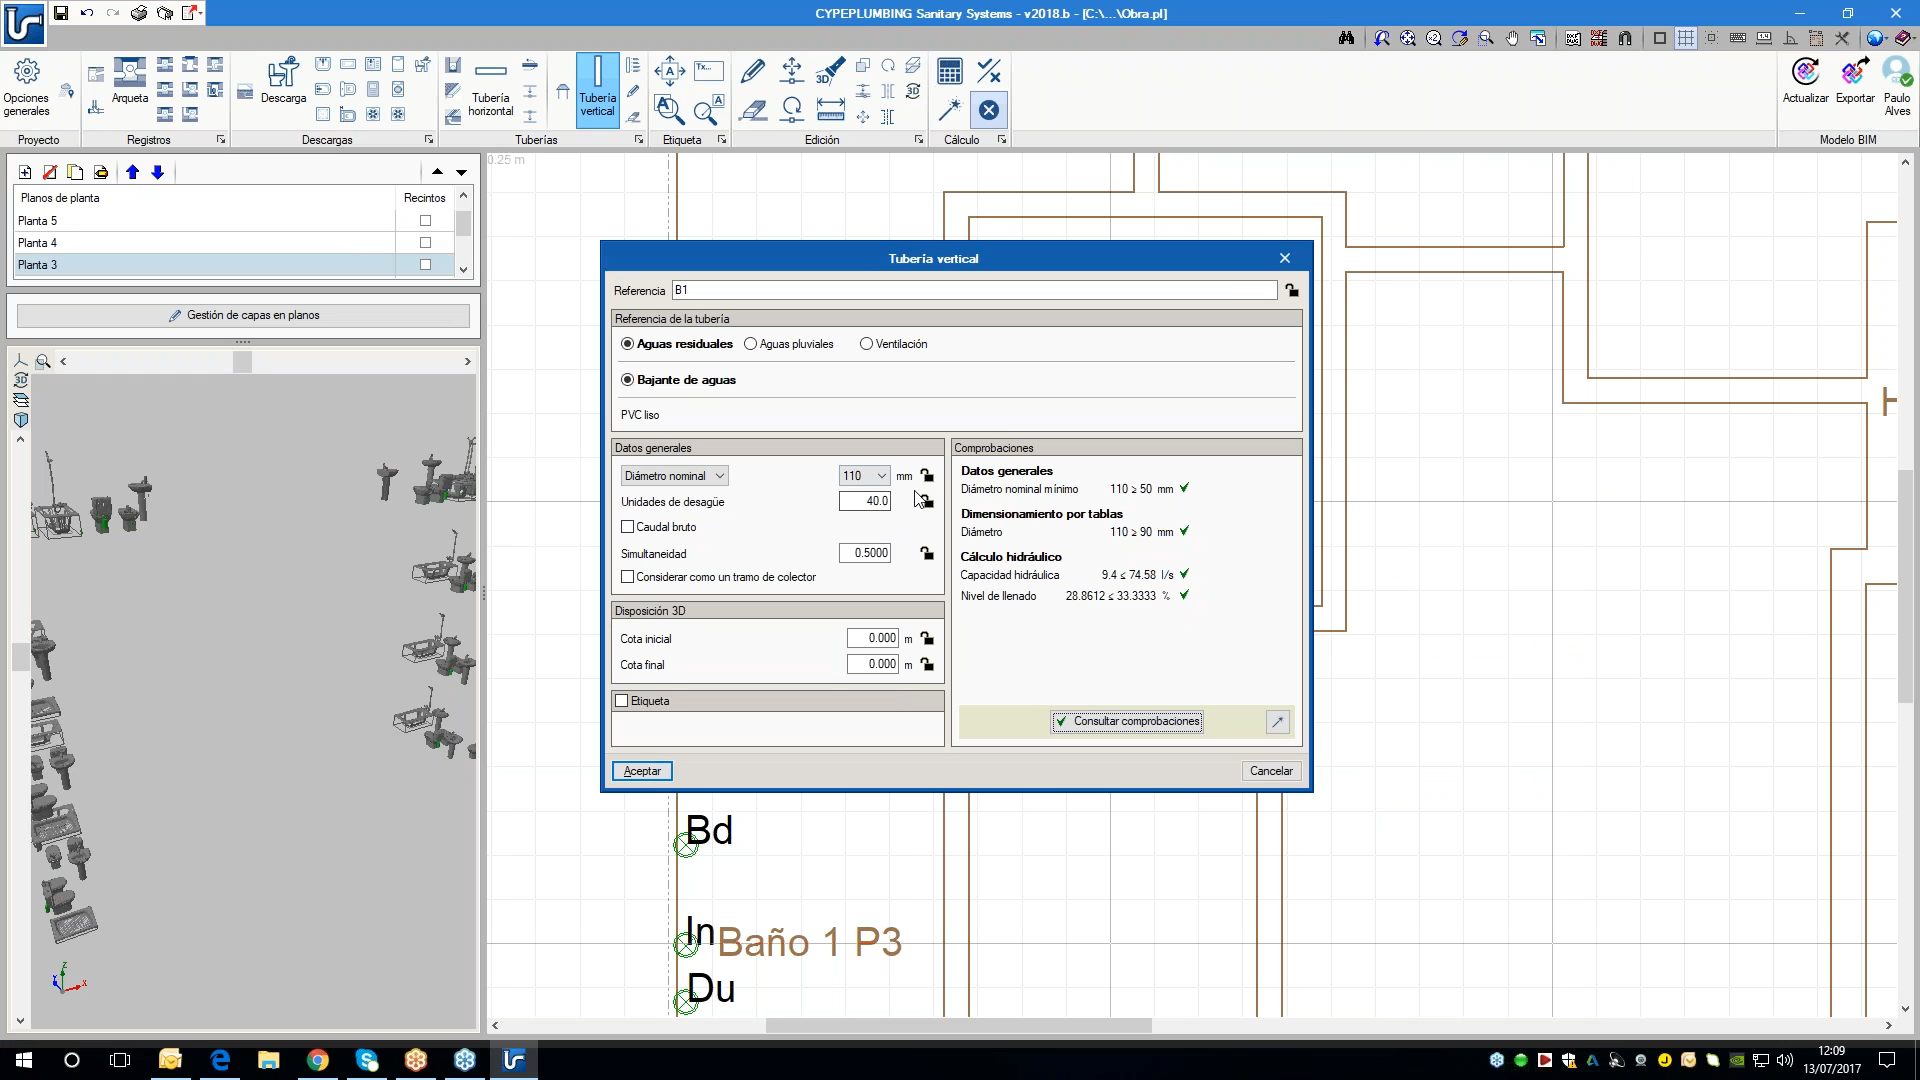 CYPEPLUMBING Sanitary Systems - v2018.b - [C:\...\Obra.pl]
Opciones generales
Arqueta
Descarga
Tubería horizontal
Tubería vertical
Actualizar
Exportar
Paulo Alves
Proyecto
Registros
Descargas
Tuberías
Etiqueta
Edición
Cálculo
Modelo BIM
Planos de planta
Recintos
Planta 5
Planta 4
Planta 3
Gestión de capas en planos
3D
0.25 m
Tubería vertical
Referencia
B1
Referencia de la tubería
Aguas residuales
Aguas pluviales
Ventilación
Bajante de aguas
PVC liso
Datos generales
Diámetro nominal
110
mm
Unidades de desagüe
40.0
Caudal bruto
Simultaneidad
0.5000
Considerar como un tramo de colector
Disposición 3D
Cota inicial
0.000
m
Cota final
0.000
m
Etiqueta
Comprobaciones
Datos generales
Diámetro nominal mínimo 110 ≥ 50 mm
Dimensionamiento por tablas
Diámetro 110 ≥ 90 mm
Cálculo hidráulico
Capacidad hidráulica 9.4 ≤ 74.58 l/s
Nivel de llenado 28.8612 ≤ 33.3333 %
Consultar comprobaciones
Aceptar
Cancelar
Bd
In
Baño 1 P3
Du
Z
Y
X
12:09
13/07/2017